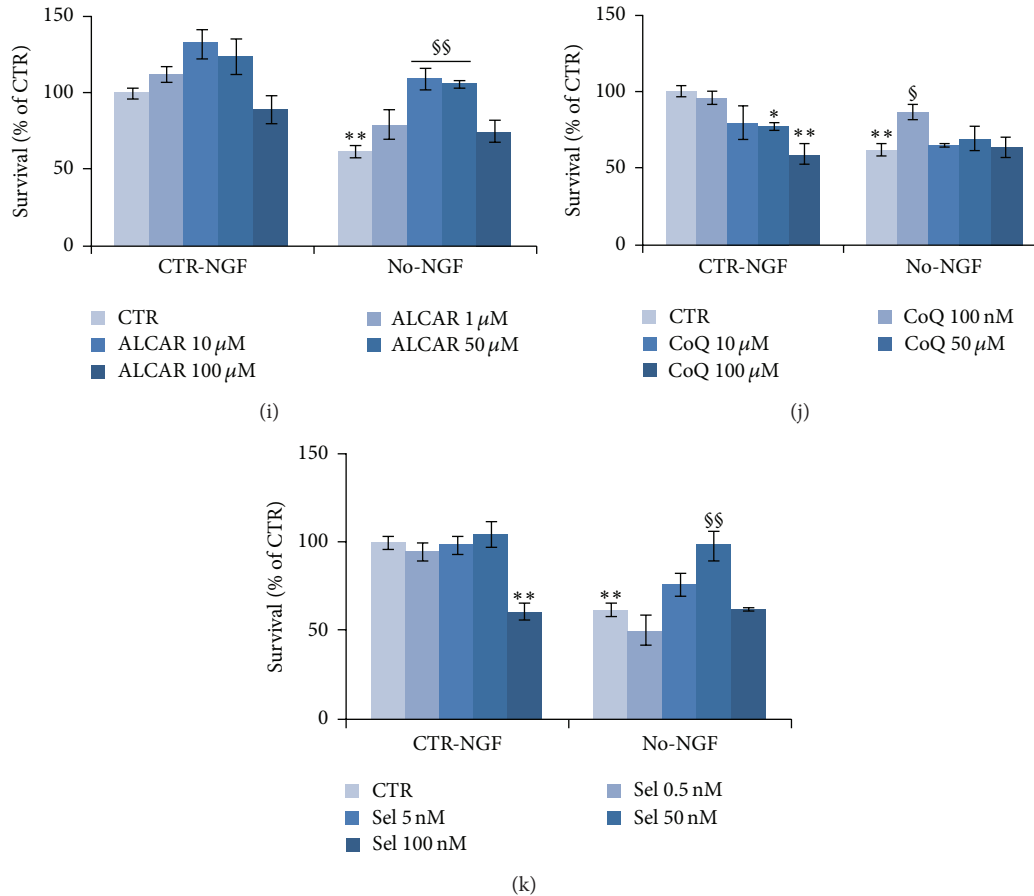 150
100
50
0
Survival (% of CTR)
**
§§
CTR-NGF
No-NGF
CTR
ALCAR 1 μM
ALCAR 10 μM
ALCAR 50 μM
ALCAR 100 μM
(i)
150
100
50
0
Survival (% of CTR)
*
**
**
§
CTR-NGF
No-NGF
CTR
CoQ 100 nM
CoQ 10 μM
CoQ 50 μM
CoQ 100 μM
(j)
150
100
50
0
Survival (% of CTR)
**
**
§§
CTR-NGF
No-NGF
CTR
Sel 0.5 nM
Sel 5 nM
Sel 50 nM
Sel 100 nM
(k)